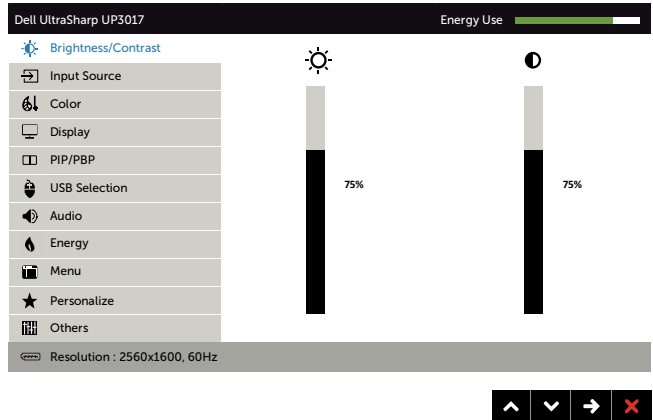 Dell UltraSharp UP3017 Energy Use
Brightness/Contrast
Input Source
Color
Display
PIP/PBP
USB Selection
Audio
Energy
Menu
Personalize
Others
75% 75%
Resolution : 2560x1600, 60Hz